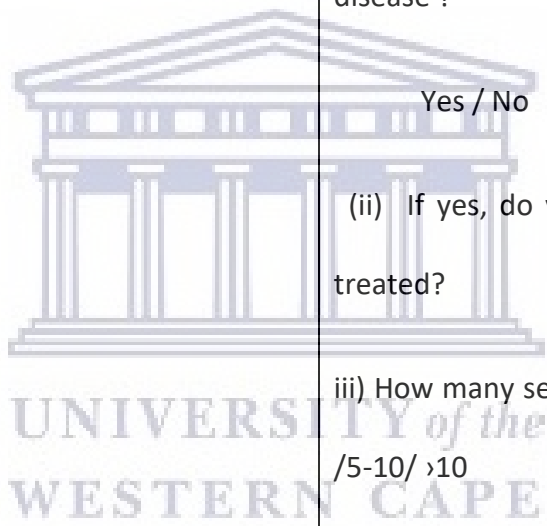 disease ?
Yes / No
(ii) If yes, do
treated?
iii) How many se
/5-10/ ›10
UNIVERSITY of the
WESTERN CAPE